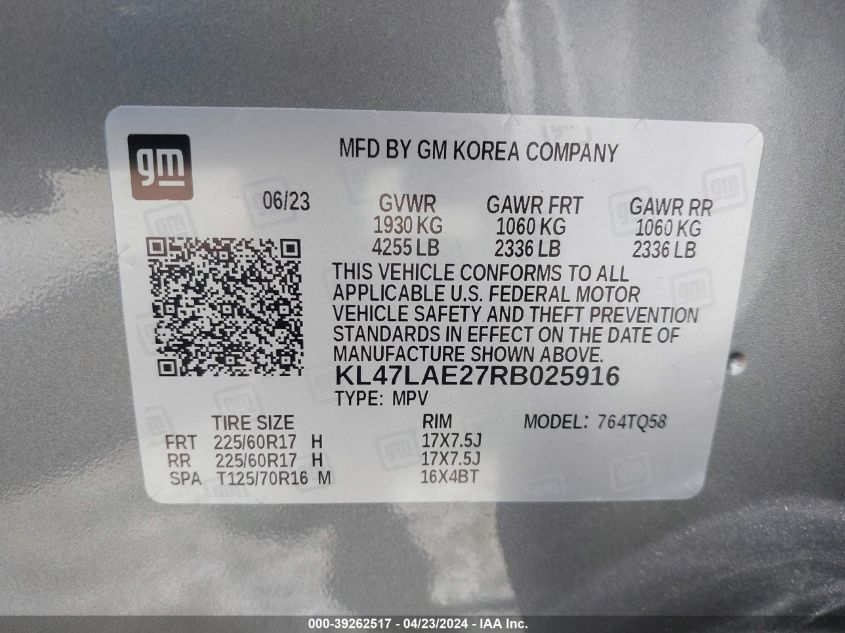 gm
MFD BY GM KOREA COMPANY
06/23 GVWR GAWR FRT GAWR RR
1930 KG 1060 KG 1060 KG
4255 LB 2336 LB 2336 LB
THIS VEHICLE CONFORMS TO ALL
APPLICABLE U.S. FEDERAL MOTOR
VEHICLE SAFETY AND THEFT PREVENTION
STANDARDS IN EFFECT ON THE DATE OF
MANUFACTURE SHOWN ABOVE.
KL47LAE27RB025916
TYPE: MPV
TIRE SIZE RIM MODEL: 764TQ58
FRT 225/60R17 H 17X7.5J
RR 225/60R17 H 17X7.5J
SPA T125/70R16 M 16X4BT
000-39262517 - 04/23/2024 - IAA Inc.